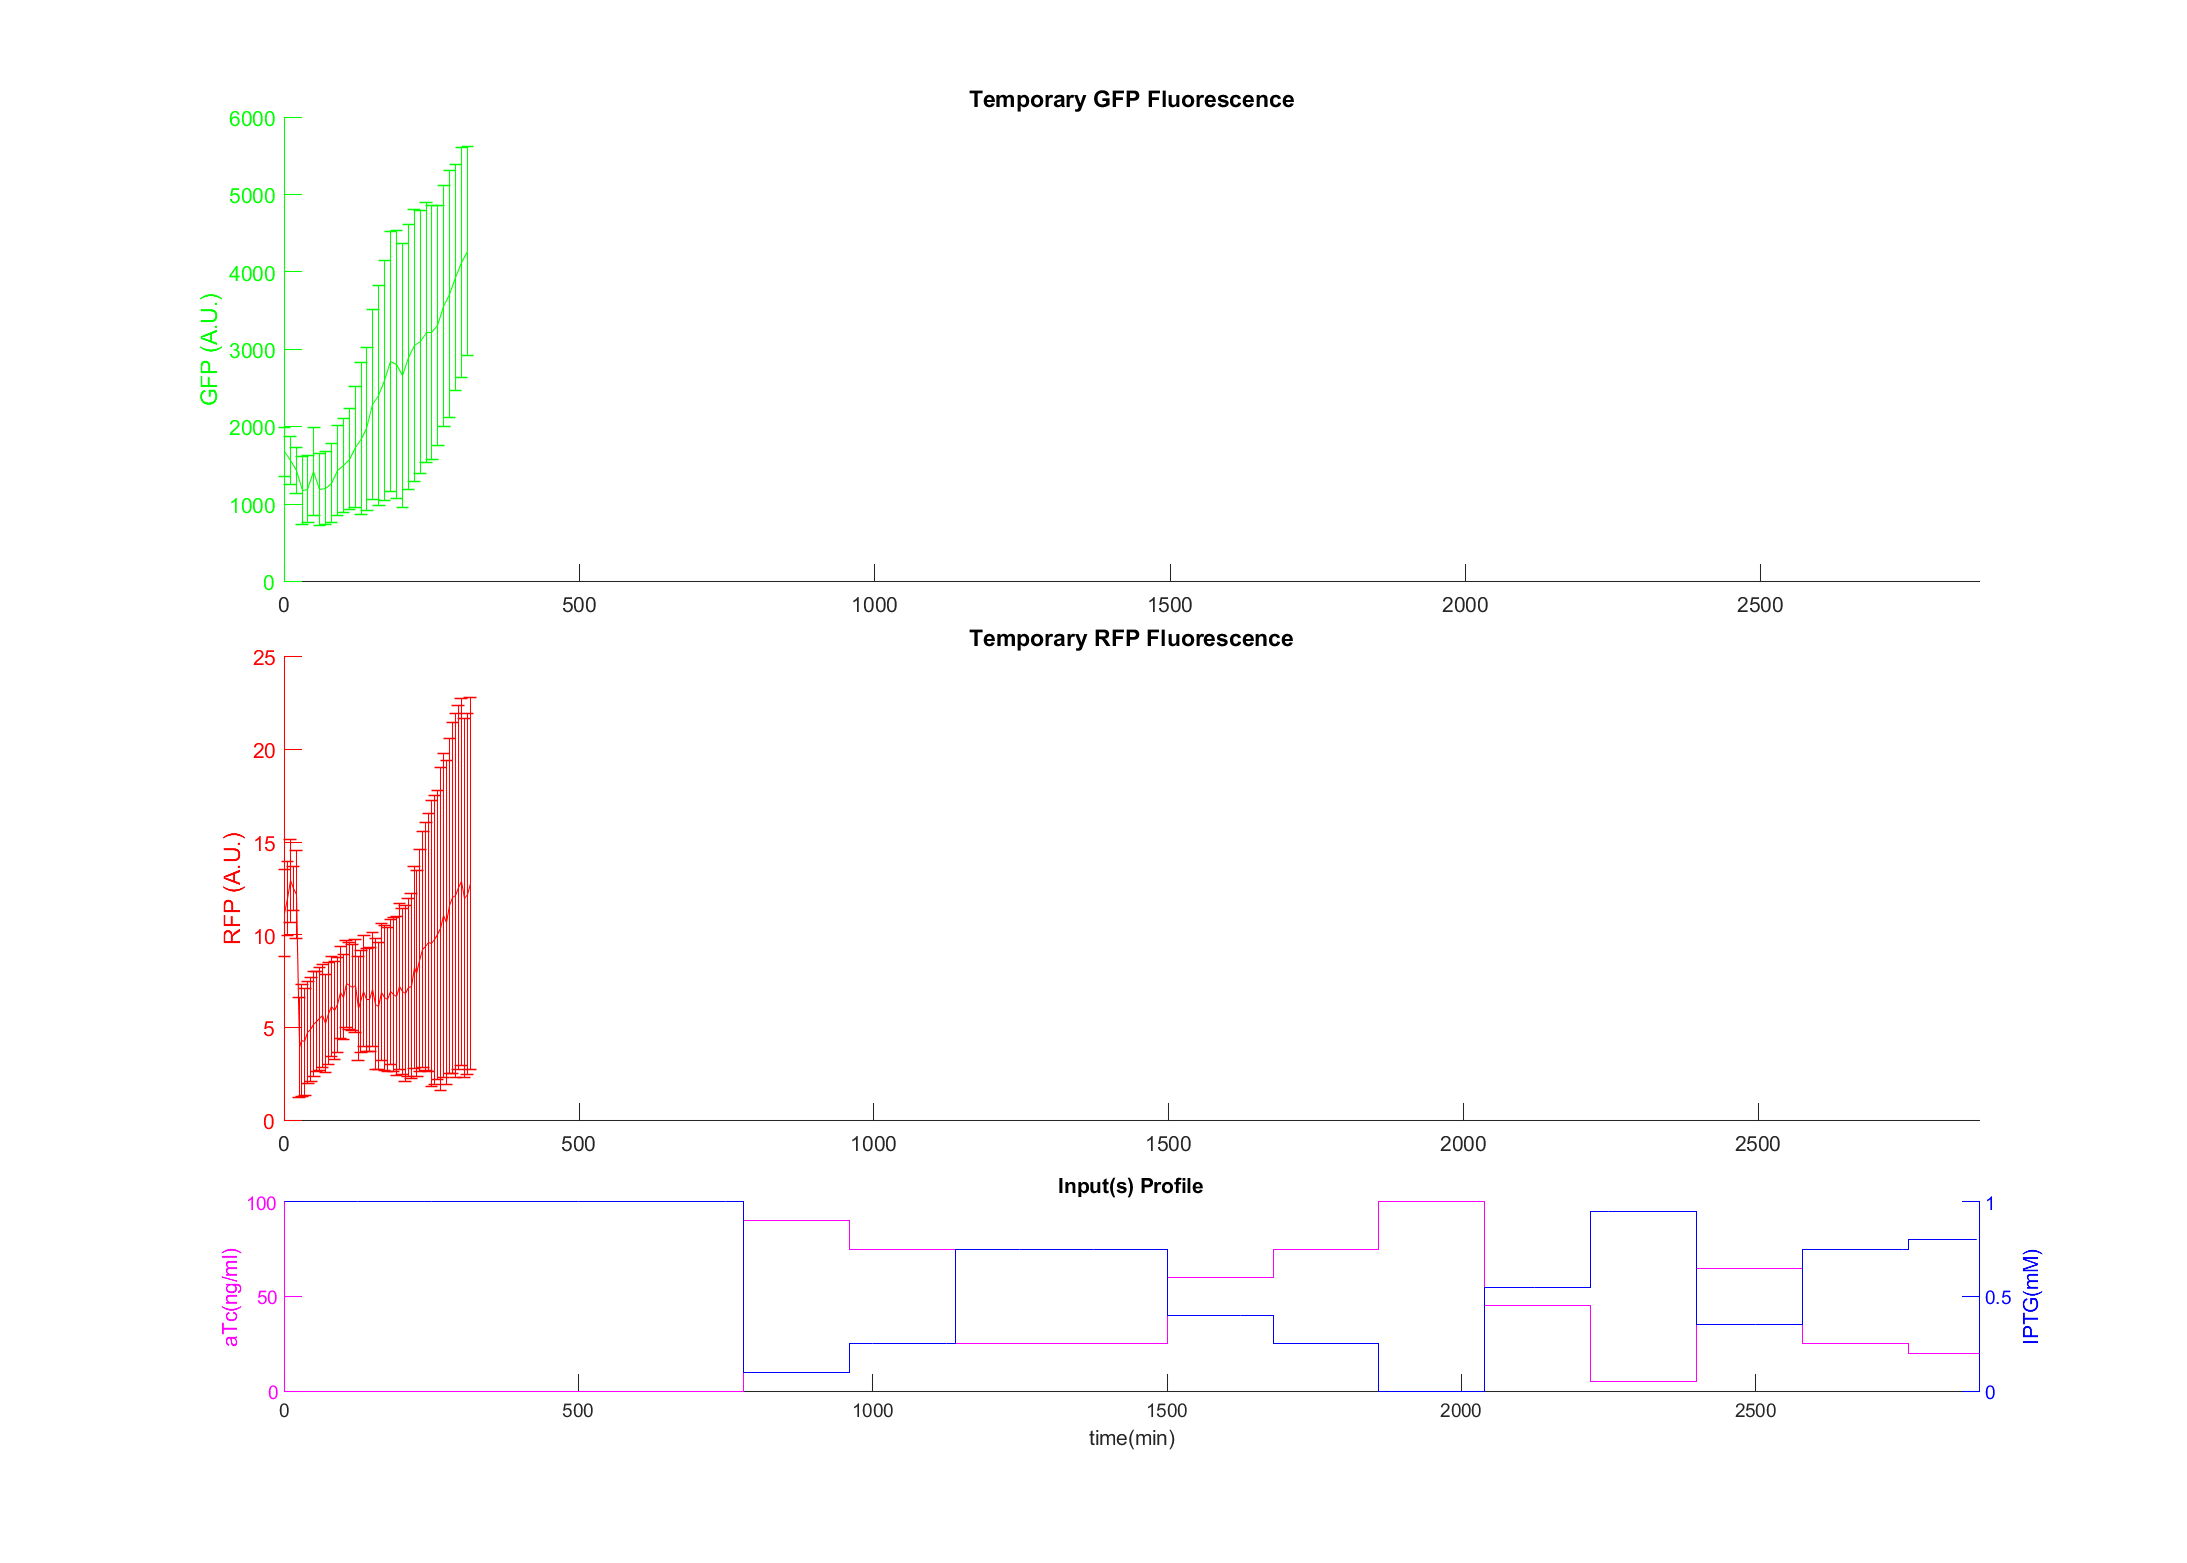 Temporary GFP Fluorescence
6000
5000
4000
3000
2000
1000
0
GFP (A.U.)
0 500 1000 1500 2000 2500
Temporary RFP Fluorescence
25
20
15
10
5
0
RFP (A.U.)
0 500 1000 1500 2000 2500
Input(s) Profile
100
50
0
aTc(ng/ml)
1
0.5
0
IPTG(mM)
0 500 1000 1500 2000 2500
time(min)